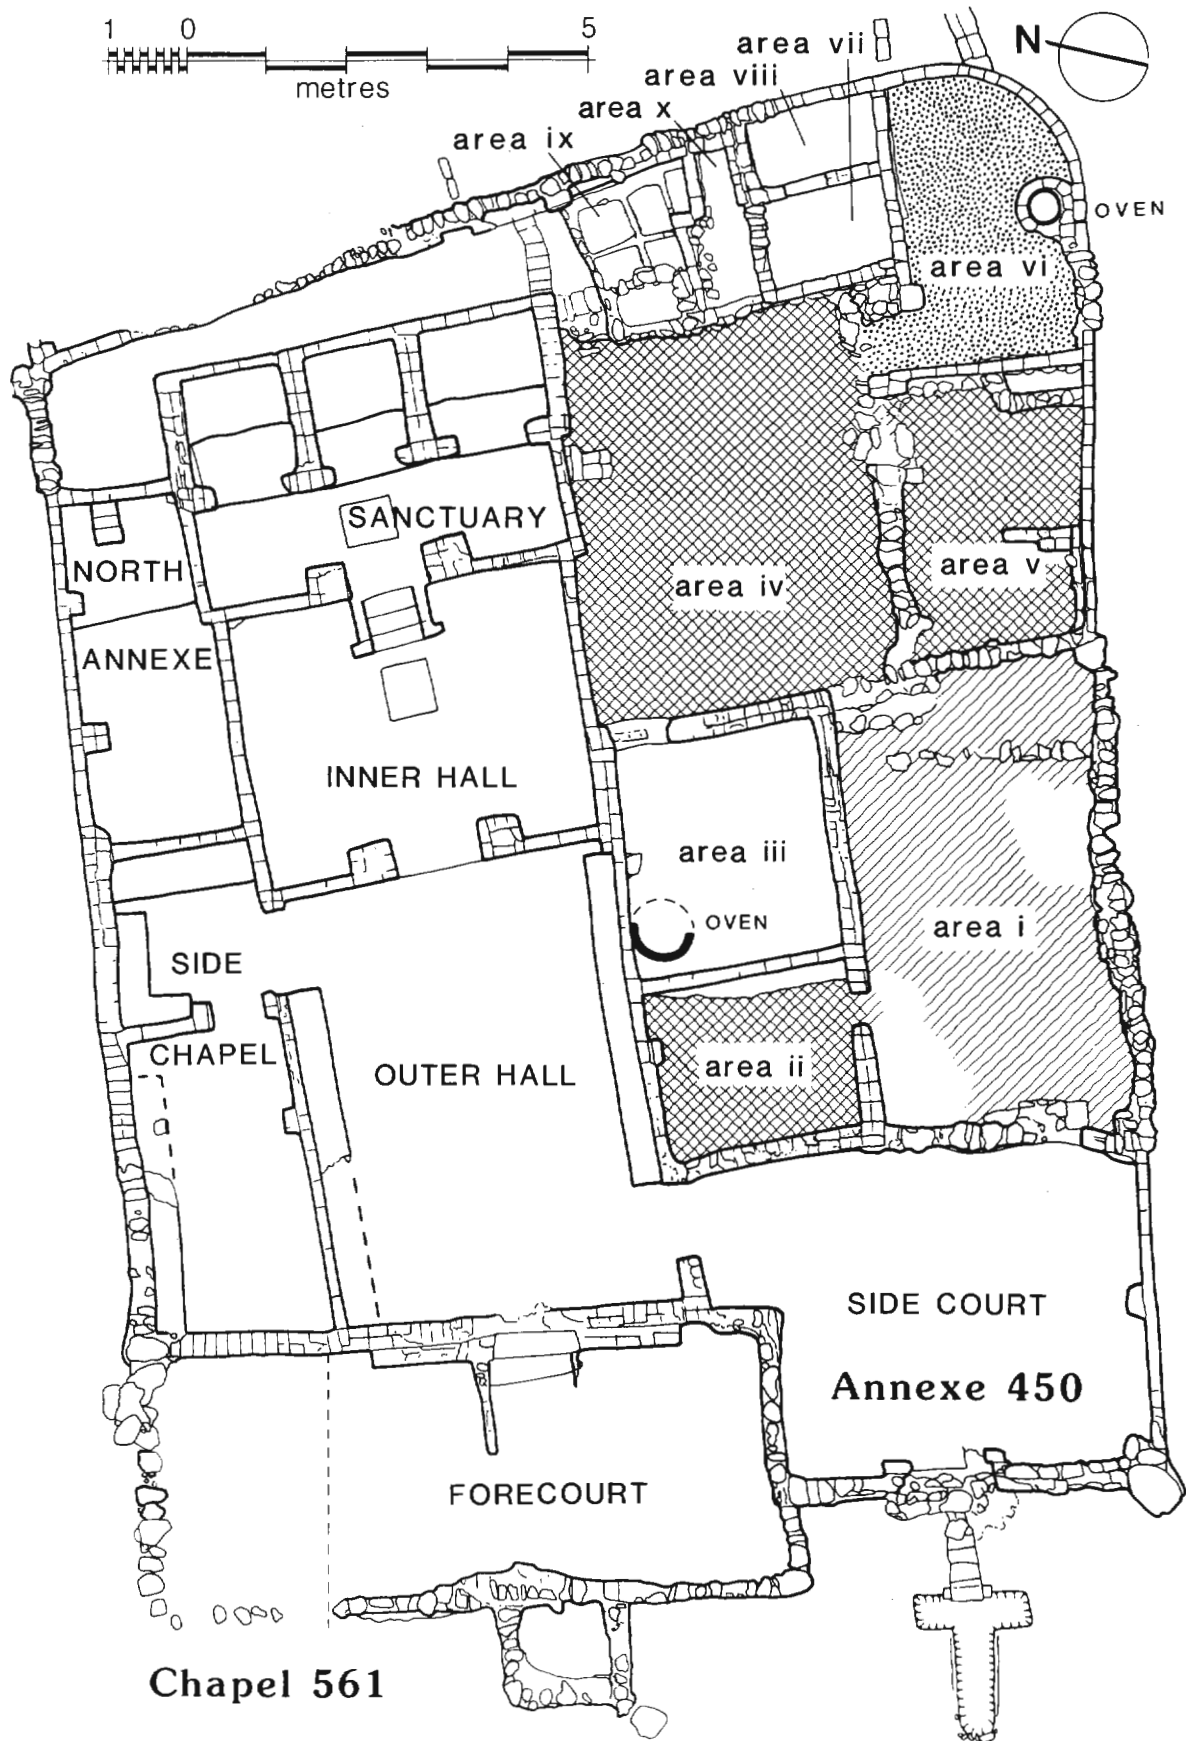 1 0 5
metres
N
area vii
area viii
area x
area ix
OVEN
area vi
SANCTUARY
NORTH
area iv
area v
ANNEXE
INNER HALL
area iii
OVEN
area i
SIDE
CHAPEL
OUTER HALL
area ii
SIDE COURT
Annexe 450
FORECOURT
Chapel 561